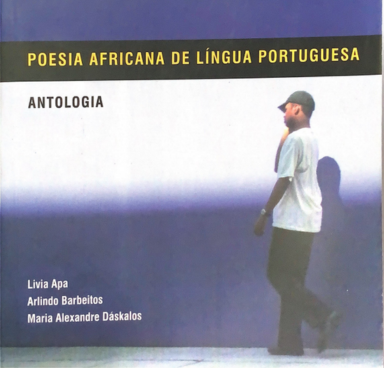 POESIA AFRICANA DE LÍNGUA PORTUGUESA
ANTOLOGIA
Livia Apa
Arlindo Barbeitos
Maria Alexandre Dáskalos